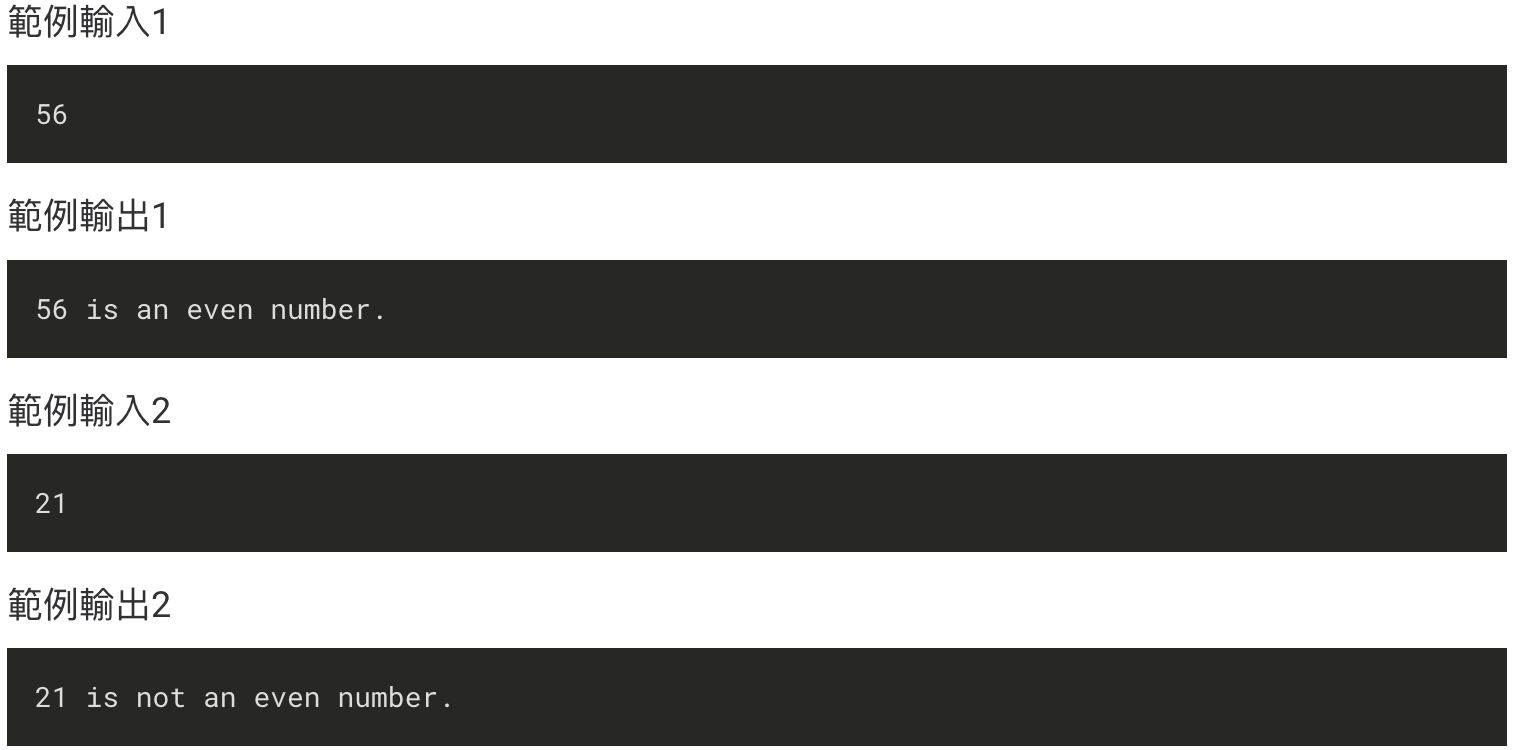 範例輸入1
56
範例輸出1
56 is an even number.
範例輸入2
21
範例輸出2
21 is not an even number.